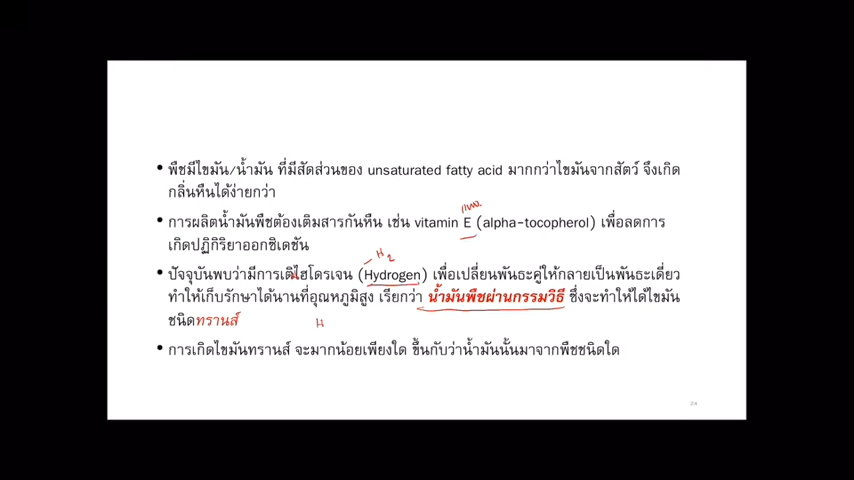 • พืชมีไขมัน/น้ำมัน ที่มีสัดส่วนของ unsaturated fatty acid มากกว่าไขมันจากสัตว์ จึงเกิด
กลิ่นหืนได้ง่ายกว่า
• การผลิตน้ำมันพืชต้องเติมสารกันหืน เช่น vitamin E (alpha-tocopherol) เพื่อลดการ
เกิดปฏิกิริยาออกซิเดชัน
H2
• ปัจจุบันพบว่ามีการเติมไฮโดรเจน (Hydrogen) เพื่อเปลี่ยนพันธะคู่ให้กลายเป็นพันธะเดี่ยว
ทำให้เก็บรักษาได้นานที่อุณหภูมิสูง เรียกว่า น้ำมันพืชผ่านกรรมวิธี ซึ่งจะทำให้ได้ไขมัน
ชนิดทรานส์
H
• การเกิดไขมันทรานส์ จะมากน้อยเพียงใด ขึ้นกับว่าน้ำมันนั้นมาจากพืชชนิดใด
24